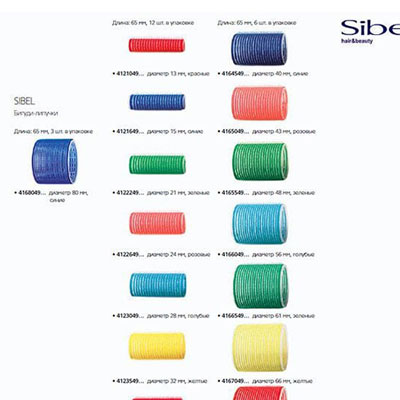 Sibe
hair&beauty
SIBEL
Бигуди-липучки
Длина: 65 мм, 3 шт. в упаковке
• 4168049... диаметр 80 мм,
синие
Длина: 65 мм, 12 шт. в упаковке
• 4121049... диаметр 13 мм, красные
• 4121649... диаметр 15 мм, синие
• 4122249... диаметр 21 мм, зеленые
• 4122649... диаметр 24 мм, розовые
• 4123049... диаметр 28 мм, голубые
• 4123549... диаметр 32 мм, желтые
Длина: 65 мм, 6 шт. в упаковке
• 4164549... диаметр 40 мм, синие
• 4165049... диаметр 43 мм, розовые
• 4165549... диаметр 48 мм, зеленые
• 4166049... диаметр 56 мм, голубые
• 4166549... диаметр 61 мм, зеленые
• 4167049... диаметр 66 мм, желтые